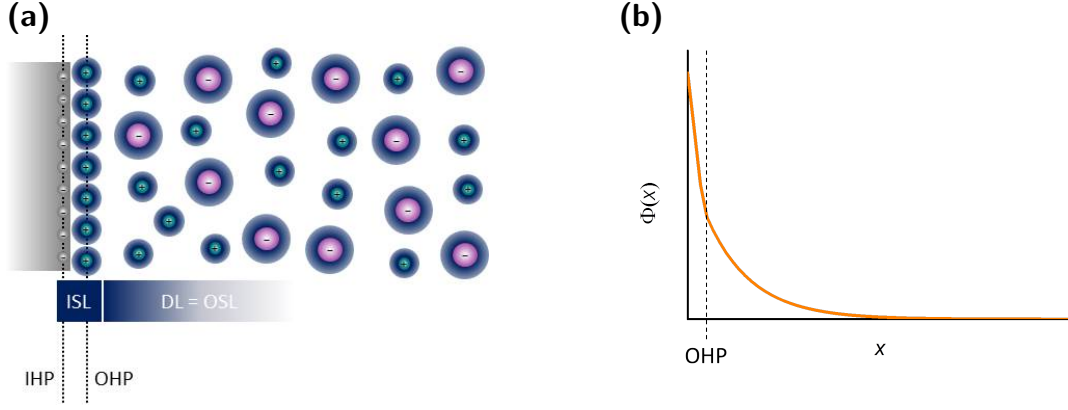 (a)
ISL
DL = OSL
IHP
OHP
(b)
Φ(x)
OHP
x